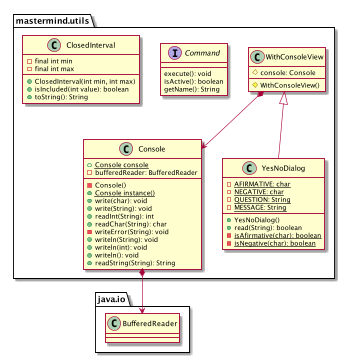 mastermind.utils
C ClosedInterval
final int min
final int max
ClosedInterval(int min, int max)
isIncluded(int value): boolean
toString(): String
I Command
execute(): void
isActive(): boolean
getName(): String
C WithConsoleView
console: Console
WithConsoleView()
C Console
Console console
bufferedReader: BufferedReader
Console()
Console instance()
write(char): void
write(String): void
readInt(String): int
readChar(String): char
writeError(String): void
writeln(String): void
writeln(int): void
writeln(): void
readString(String): String
C YesNoDialog
AFIRMATIVE: char
NEGATIVE: char
QUESTION: String
MESSAGE: String
YesNoDialog()
read(String): boolean
isAfirmative(char): boolean
isNegative(char): boolean
java.io
C BufferedReader